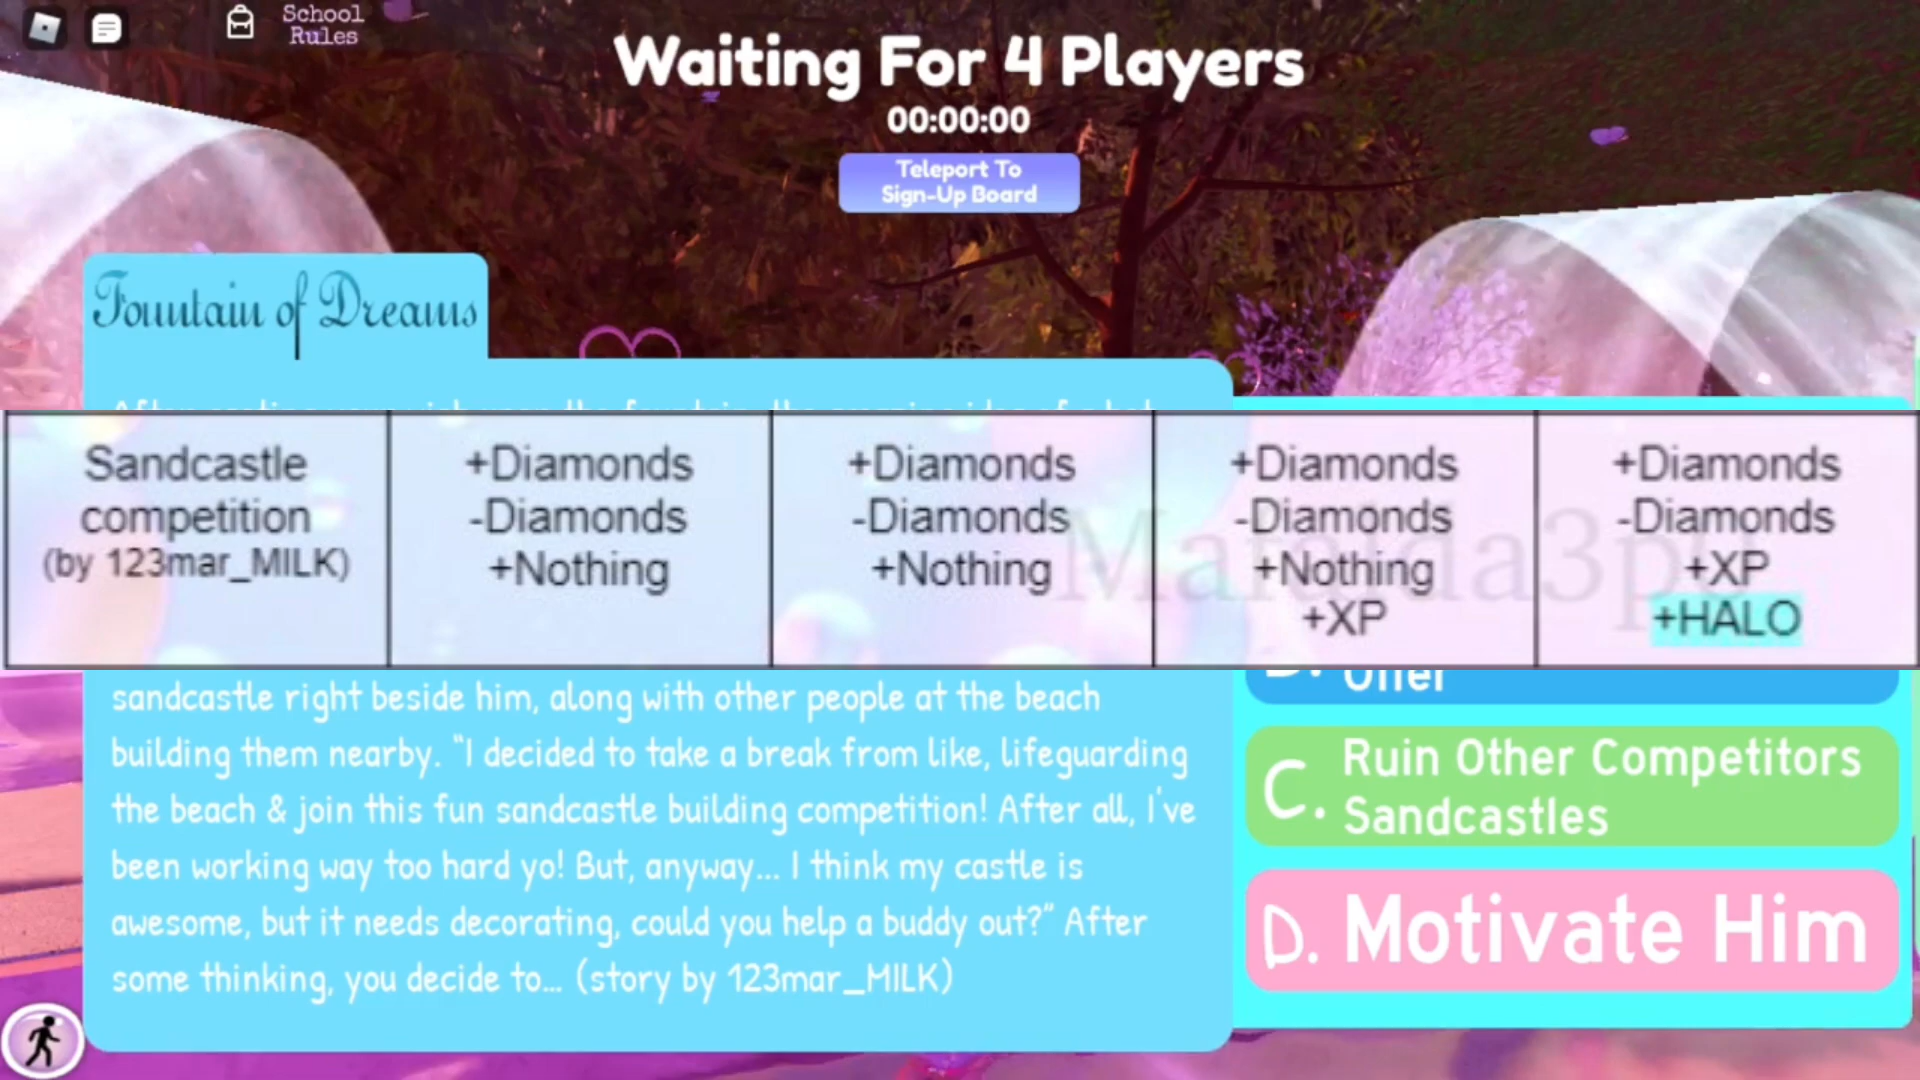 School
Rules
Waiting For 4 Players
00:00:00
Teleport To
Sign-Up Board
Fountain of Dreams
Sandcastle
competition
(by 123mar_MILK)
+Diamonds
-Diamonds
+Nothing
+Diamonds
-Diamonds
+Nothing
+Diamonds
-Diamonds
+Nothing
+XP
+Diamonds
-Diamonds
+XP
+HALO
Offer
sandcastle right beside him, along with other people at the beach
building them nearby. "I decided to take a break from like, lifeguarding
the beach & join this fun sandcastle building competition! After all, I've
been working way too hard yo! But, anyway... I think my castle is
awesome, but it needs decorating, could you help a buddy out?" After
some thinking, you decide to... (story by 123mar_MILK)
C. Ruin Other Competitors
Sandcastles
D. Motivate Him